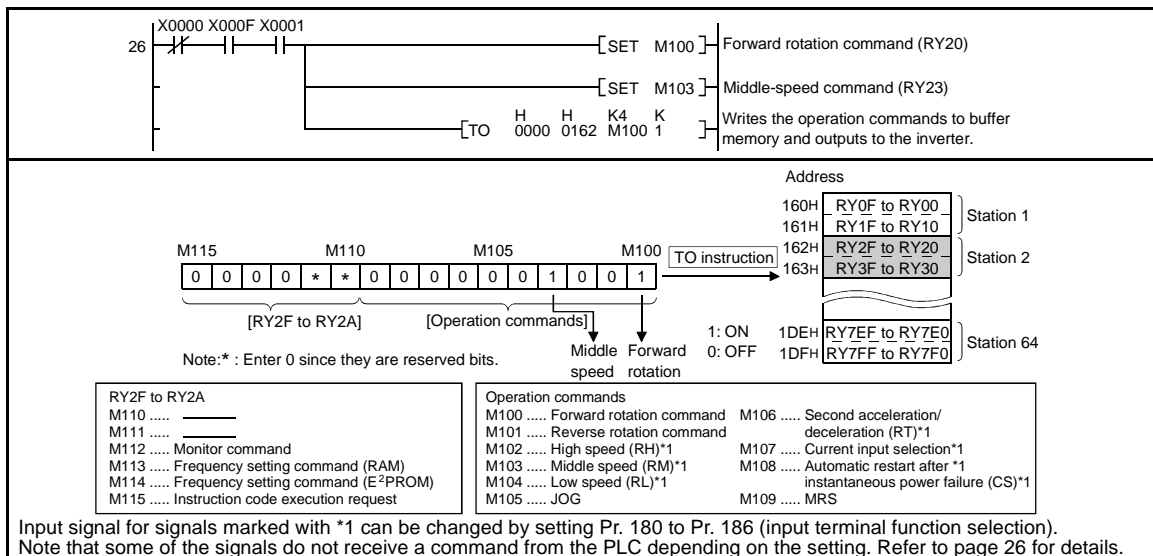 X0000 X000F X0001
26
SET M100 Forward rotation command (RY20)
SET M103 Middle-speed command (RY23)
H H K4 K
TO 0000 0162 M100 1
Writes the operation commands to buffer
memory and outputs to the inverter.
Address
160H RY0F to RY00
161H RY1F to RY10
Station 1
162H RY2F to RY20
163H RY3F to RY30
Station 2
1DEH RY7EF to RY7E0
1DFH RY7FF to RY7F0
Station 64
M115 M110 M105 M100
TO instruction
0 0 0 0 * * 0 0 0 0 0 0 1 0 0 1
[RY2F to RY2A] [Operation commands]
1: ON
0: OFF
Middle speed
Forward rotation
Note:* : Enter 0 since they are reserved bits.
RY2F to RY2A
M110 .....
M111 .....
M112 ..... Monitor command
M113 ..... Frequency setting command (RAM)
M114 ..... Frequency setting command (E²PROM)
M115 ..... Instruction code execution request
Operation commands
M100 ..... Forward rotation command
M101 ..... Reverse rotation command
M102 ..... High speed (RH)*1
M103 ..... Middle speed (RM)*1
M104 ..... Low speed (RL)*1
M105 ..... JOG
M106 ..... Second acceleration/
deceleration (RT)*1
M107 ..... Current input selection*1
M108 ..... Automatic restart after *1
instantaneous power failure (CS)*1
M109 ..... MRS
Input signal for signals marked with *1 can be changed by setting Pr. 180 to Pr. 186 (input terminal function selection).
Note that some of the signals do not receive a command from the PLC depending on the setting. Refer to page 26 for details.